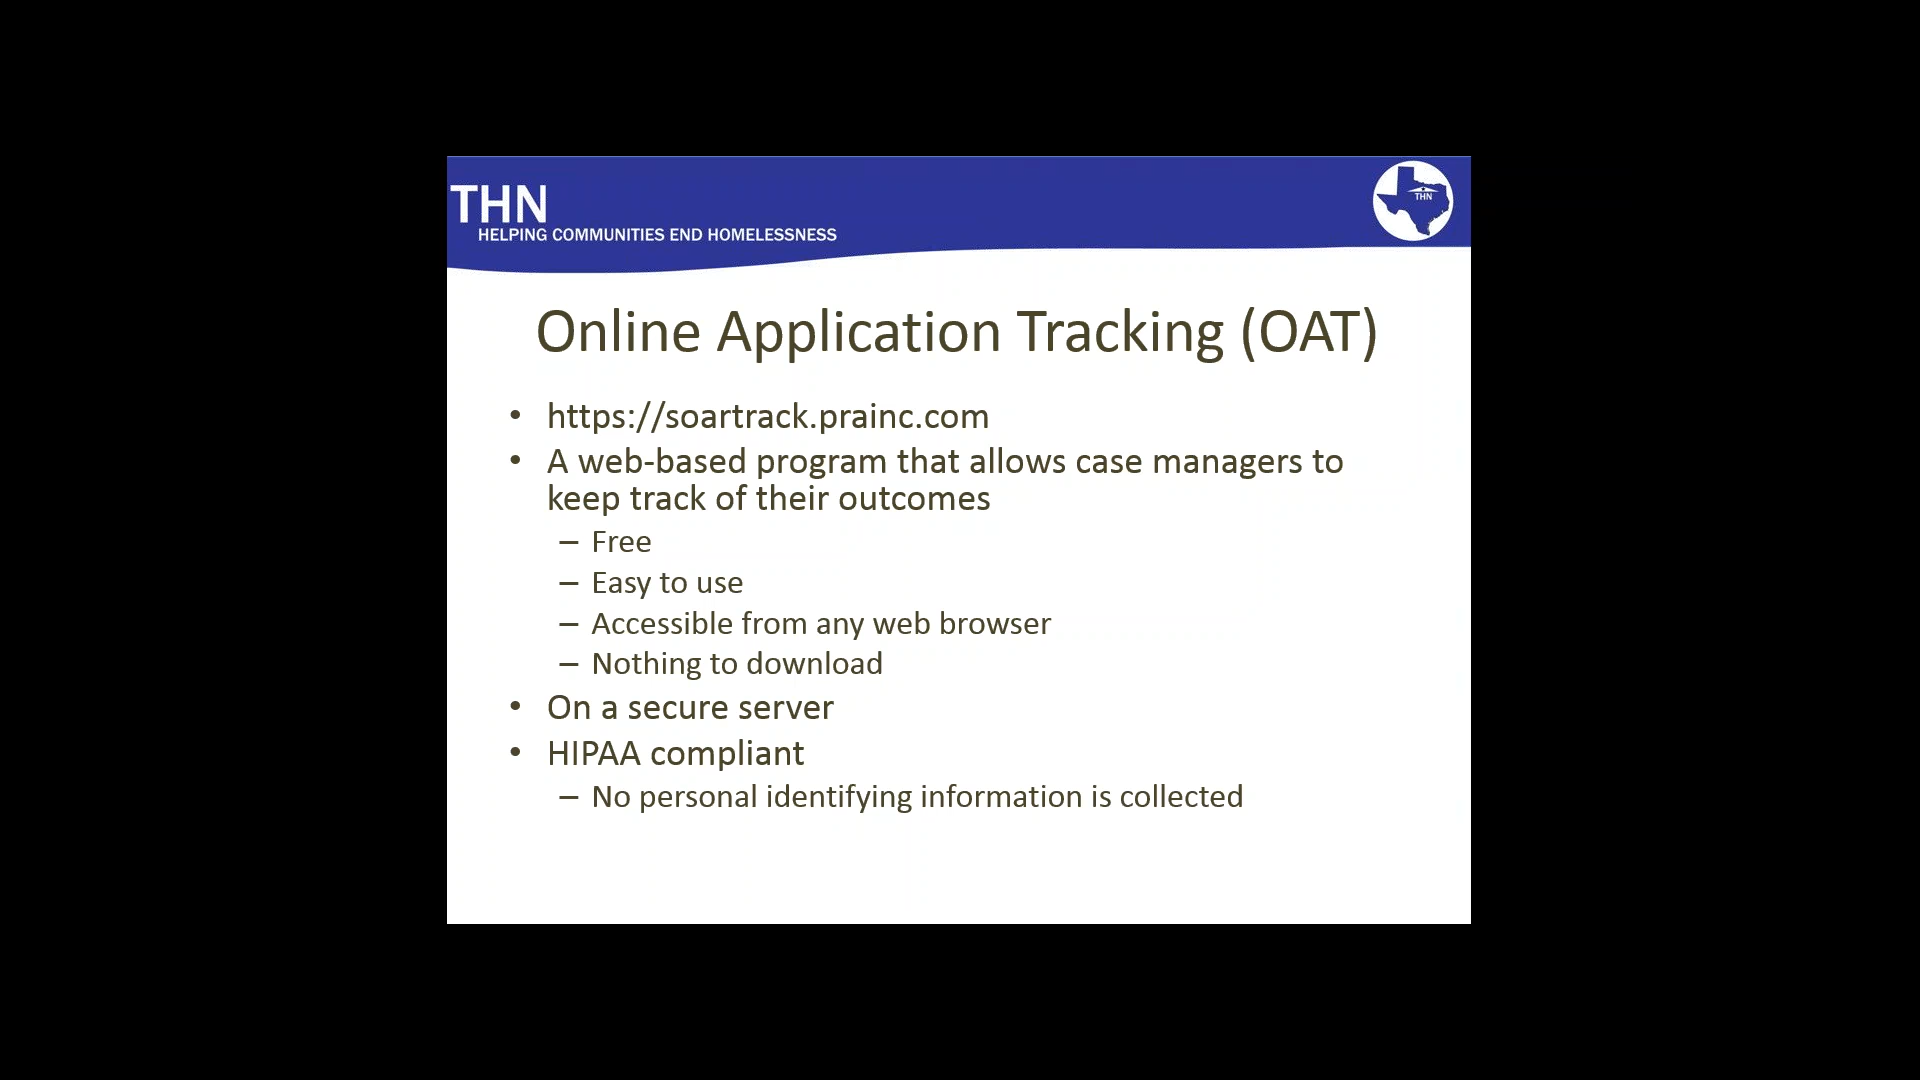 THN
HELPING COMMUNITIES END HOMELESSNESS
THN
Online Application Tracking (OAT)
• https://soartrack.prainc.com
• A web-based program that allows case managers to
keep track of their outcomes
– Free
– Easy to use
– Accessible from any web browser
– Nothing to download
• On a secure server
• HIPAA compliant
– No personal identifying information is collected